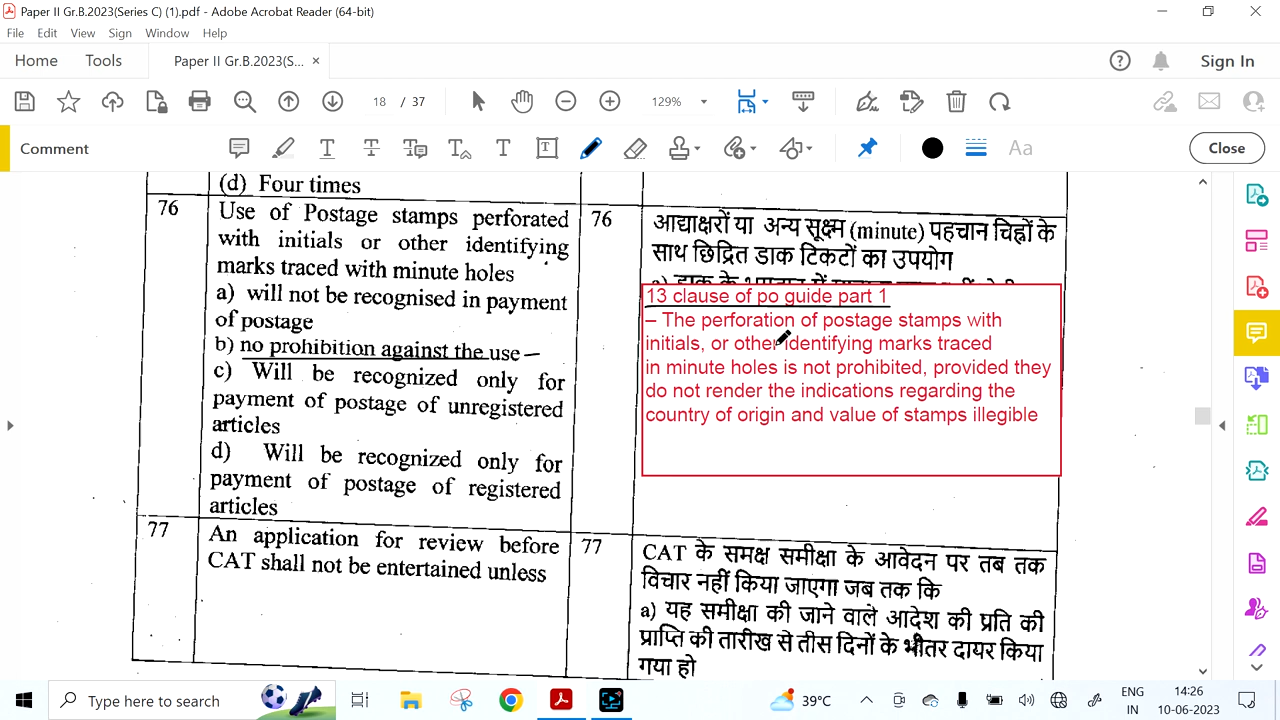 Paper II Gr.B.2023(Series C) (1).pdf - Adobe Acrobat Reader (64-bit)
File Edit View Sign Window Help
Home Tools Paper II Gr.B.2023(S... × Sign In
18 / 37 129%
Comment Close
(d) Four times
76 Use of Postage stamps perforated
with initials or other identifying
marks traced with minute holes
a) will not be recognised in payment
of postage
b) no prohibition against the use
c) Will be recognized only for
payment of postage of unregistered
articles
d) Will be recognized only for
payment of postage of registered
articles
76 आद्याक्षरों या अन्य सूक्ष्म (minute) पहचान चिह्नों के
साथ छिद्रित डाक टिकटों का उपयोग
13 clause of po guide part 1
– The perforation of postage stamps with
initials, or other identifying marks traced
in minute holes is not prohibited, provided they
do not render the indications regarding the
country of origin and value of stamps illegible
77 An application for review before
CAT shall not be entertained unless
77 CAT के समक्ष समीक्षा के आवेदन पर तब तक
विचार नहीं किया जाएगा जब तक कि
a) यह समीक्षा की जाने वाले आदेश की प्रति की
प्राप्ति की तारीख से तीस दिनों के भीतर दायर किया
गया हो
Type here to search 39°C ENG 14:26
IN 10-06-2023